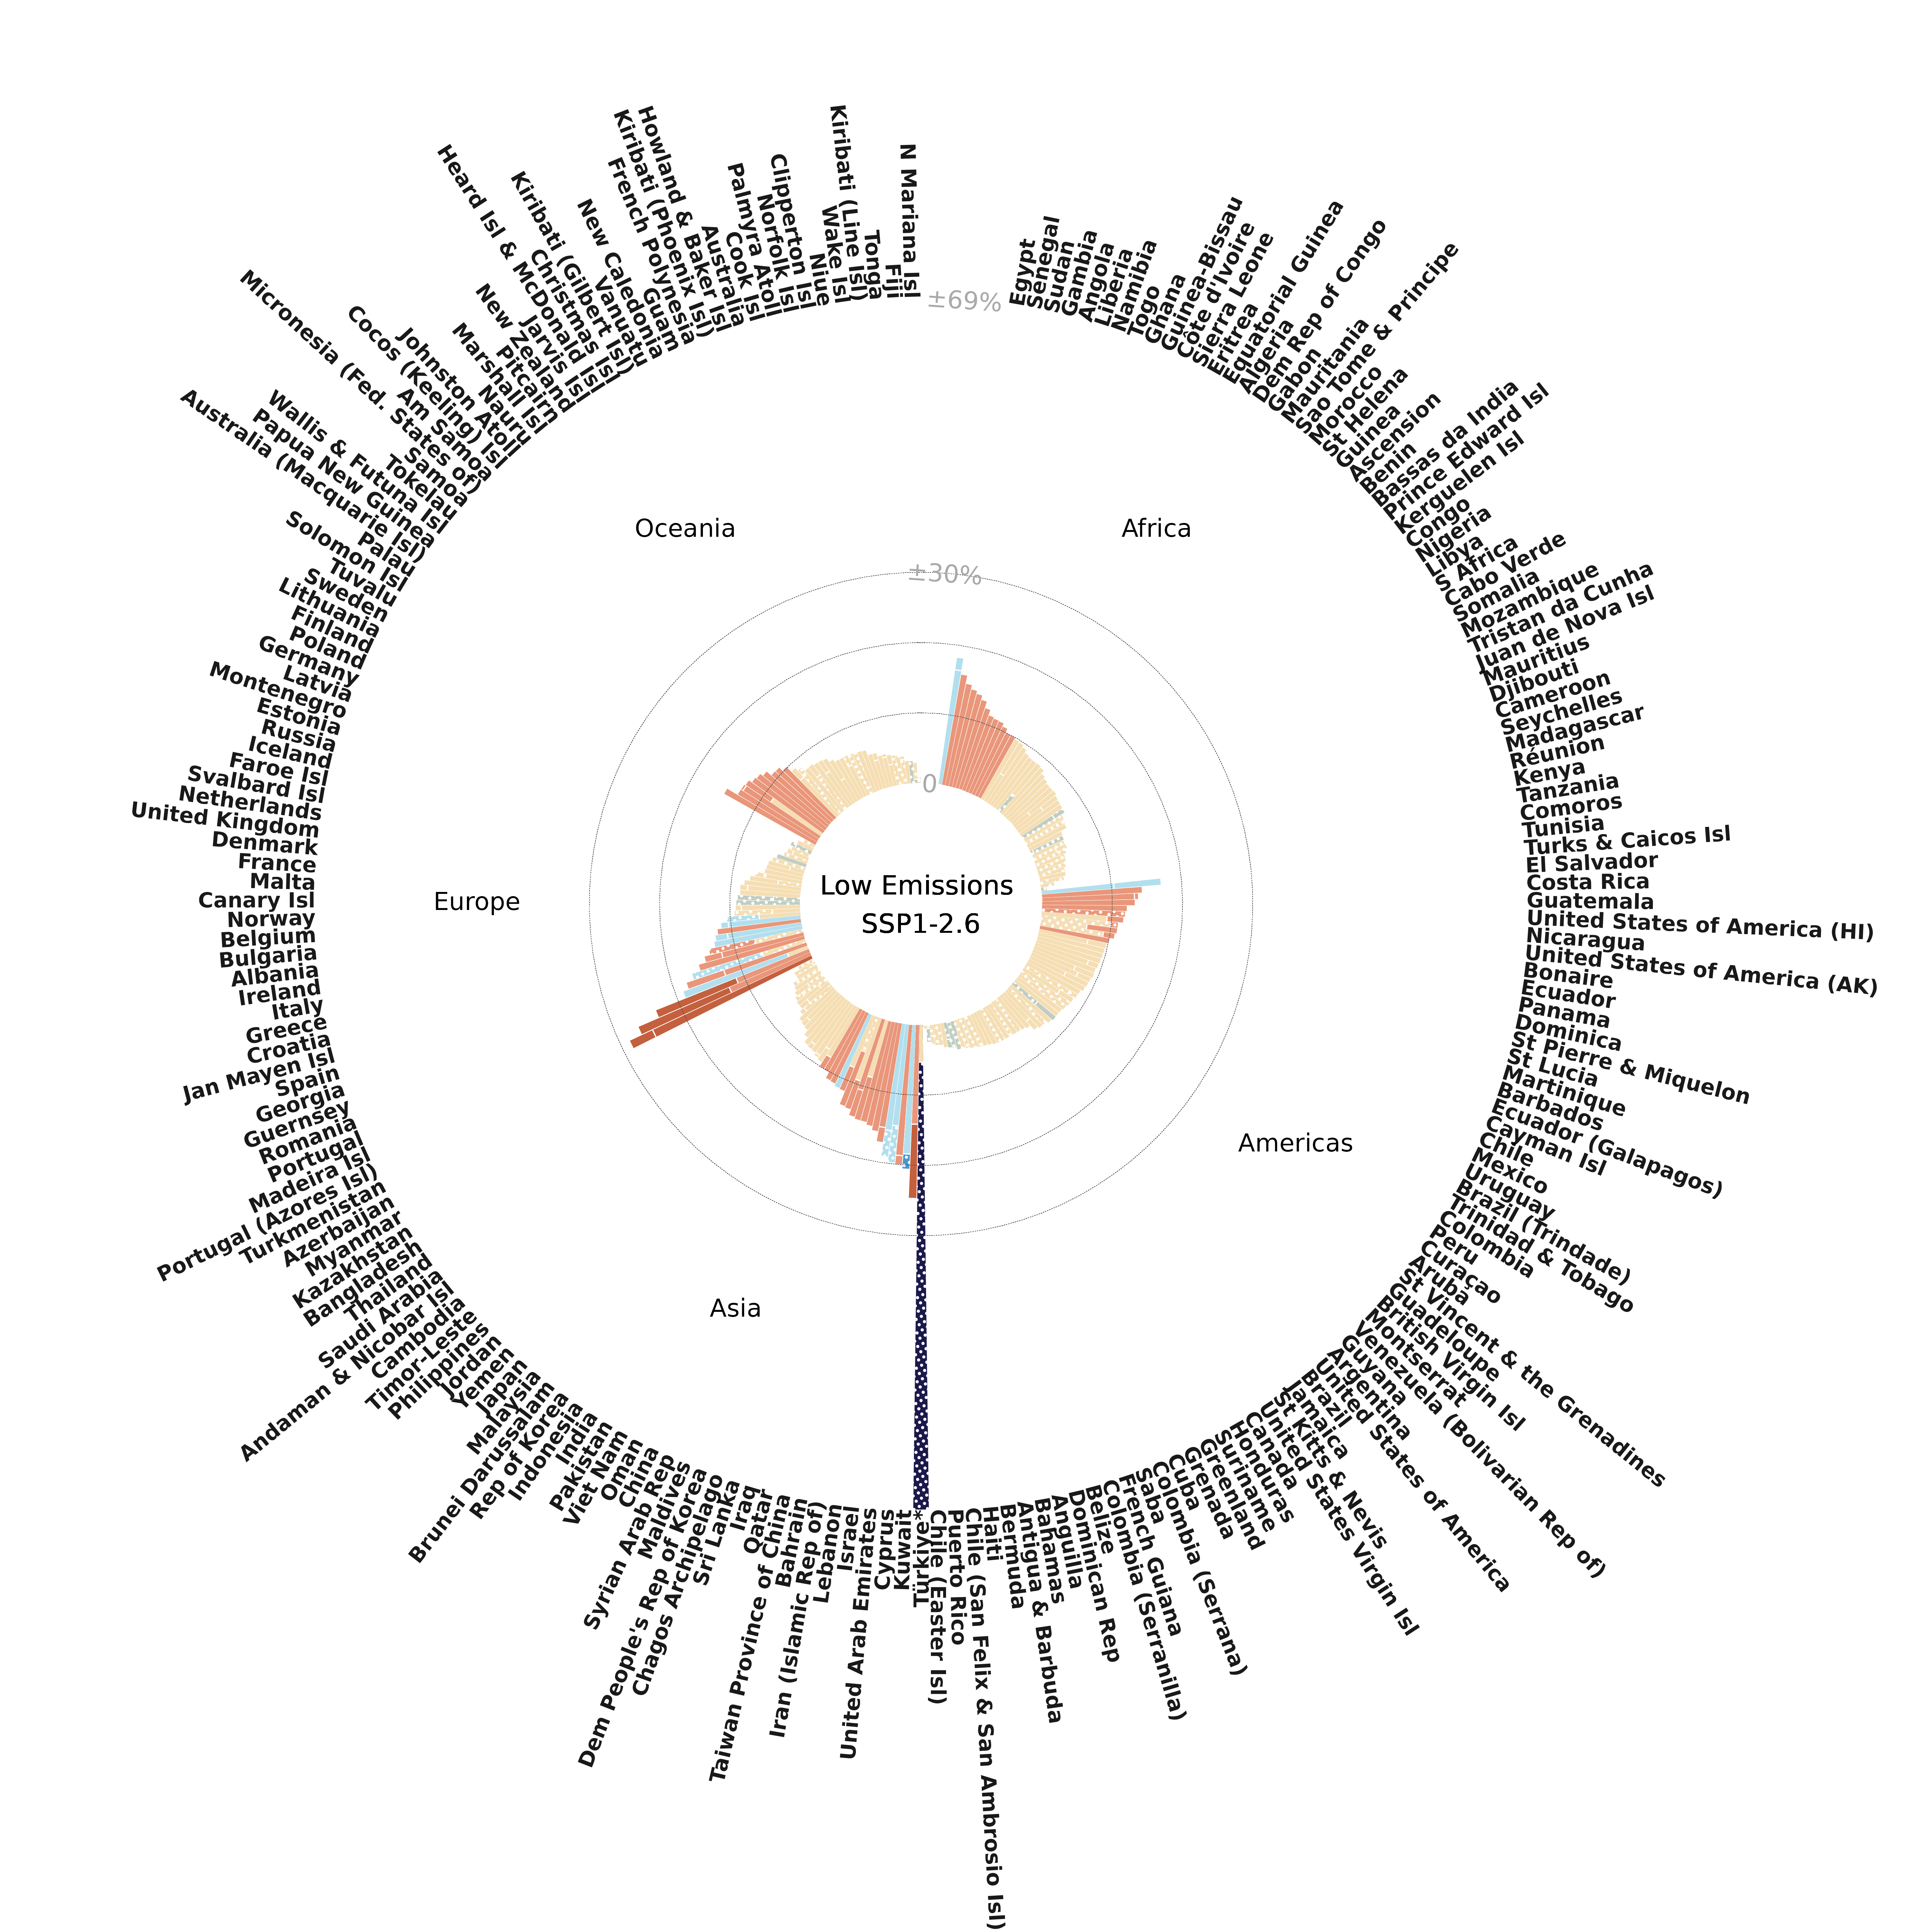 Low Emissions
SSP1-2.6
±69%
±30%
0
Africa
Egypt
Senegal
Sudan
Gambia
Angola
Liberia
Namibia
Togo
Ghana
Guinea-Bissau
Côte d'Ivoire
Sierra Leone
Eritrea
Equatorial Guinea
Algeria
Dem Rep of Congo
Gabon
Mauritania
Sao Tome & Principe
Morocco
St Helena
Guinea
Ascension
Benin
Bassas da India
Prince Edward Isl
Kerguelen Isl
Congo
Nigeria
Libya
S Africa
Cabo Verde
Somalia
Mozambique
Tristan da Cunha
Juan de Nova Isl
Mauritius
Djibouti
Cameroon
Seychelles
Madagascar
Réunion
Kenya
Tanzania
Comoros
Tunisia
Americas
Turks & Caicos Isl
El Salvador
Costa Rica
Guatemala
United States of America (HI)
Nicaragua
United States of America (AK)
Bonaire
Ecuador
Panama
Dominica
St Pierre & Miquelon
St Lucia
Martinique
Barbados
Ecuador (Galapagos)
Cayman Isl
Chile
Mexico
Uruguay
Brazil (Trindade)
Trinidad & Tobago
Colombia
Peru
Curaçao
Aruba
St Vincent & the Grenadines
Guadeloupe
British Virgin Isl
Montserrat
Venezuela (Bolivarian Rep of)
Guyana
Argentina
United States of America
Brazil
Jamaica
St Kitts & Nevis
United States Virgin Isl
Canada
Honduras
Suriname
Greenland
Grenada
Cuba
Colombia (Serrana)
Saba
French Guiana
Colombia (Serranilla)
Belize
Dominican Rep
Anguilla
Bahamas
Antigua & Barbuda
Bermuda
Haiti
Chile (San Felix & San Ambrosio Isl)
Puerto Rico
Chile (Easter Isl)
Asia
Türkiye*
Kuwait
Cyprus
United Arab Emirates
Israel
Lebanon
Iran (Islamic Rep of)
Bahrain
Taiwan Province of China
Qatar
Iraq
Sri Lanka
Chagos Archipelago
Dem People's Rep of Korea
Maldives
Syrian Arab Rep
China
Oman
Viet Nam
Pakistan
India
Indonesia
Rep of Korea
Brunei Darussalam
Malaysia
Japan
Yemen
Jordan
Philippines
Timor-Leste
Cambodia
Andaman & Nicobar Isl
Saudi Arabia
Thailand
Bangladesh
Kazakhstan
Myanmar
Azerbaijan
Turkmenistan
Europe
Portugal (Azores Isl)
Madeira Isl
Portugal
Romania
Guernsey
Georgia
Spain
Jan Mayen Isl
Croatia
Greece
Italy
Ireland
Albania
Bulgaria
Belgium
Norway
Canary Isl
Malta
France
Denmark
United Kingdom
Netherlands
Svalbard Isl
Faroe Isl
Iceland
Russia
Estonia
Montenegro
Latvia
Germany
Poland
Finland
Lithuania
Sweden
Oceania
Tuvalu
Solomon Isl
Palau
Australia (Macquarie Isl)
Papua New Guinea
Wallis & Futuna Isl
Tokelau
Samoa
Micronesia (Fed. States of)
Am Samoa
Cocos (Keeling) Isl
Johnston Atoll
Nauru
Marshall Isl
Pitcairn
New Zealand
Jarvis Isl
Heard Isl & McDonald Isl
Christmas Isl
Kiribati (Gilbert Isl)
Vanuatu
New Caledonia
Guam
French Polynesia
Kiribati (Phoenix Isl)
Howland & Baker Isl
Australia
Cook Isl
Palmyra Atoll
Norfolk Isl
Clipperton Isl
Niue
Wake Isl
Kiribati (Line Isl)
Tonga
Fiji
N Mariana Isl